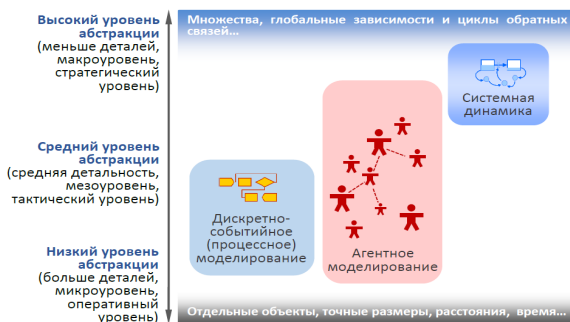 Высокий уровень
абстракции
(меньше деталей,
макроуровень,
стратегический
уровень)
Множества, глобальные зависимости и циклы обратных
связей…
Системная
динамика
Средний уровень
абстракции
(средняя детальность,
мезоуровень,
тактический уровень)
Дискретно-
событийное
(процессное)
моделирование
Агентное
моделирование
Низкий уровень
абстракции
(больше деталей,
микроуровень,
оперативный
уровень)
Отдельные объекты, точные размеры, расстояния, время…